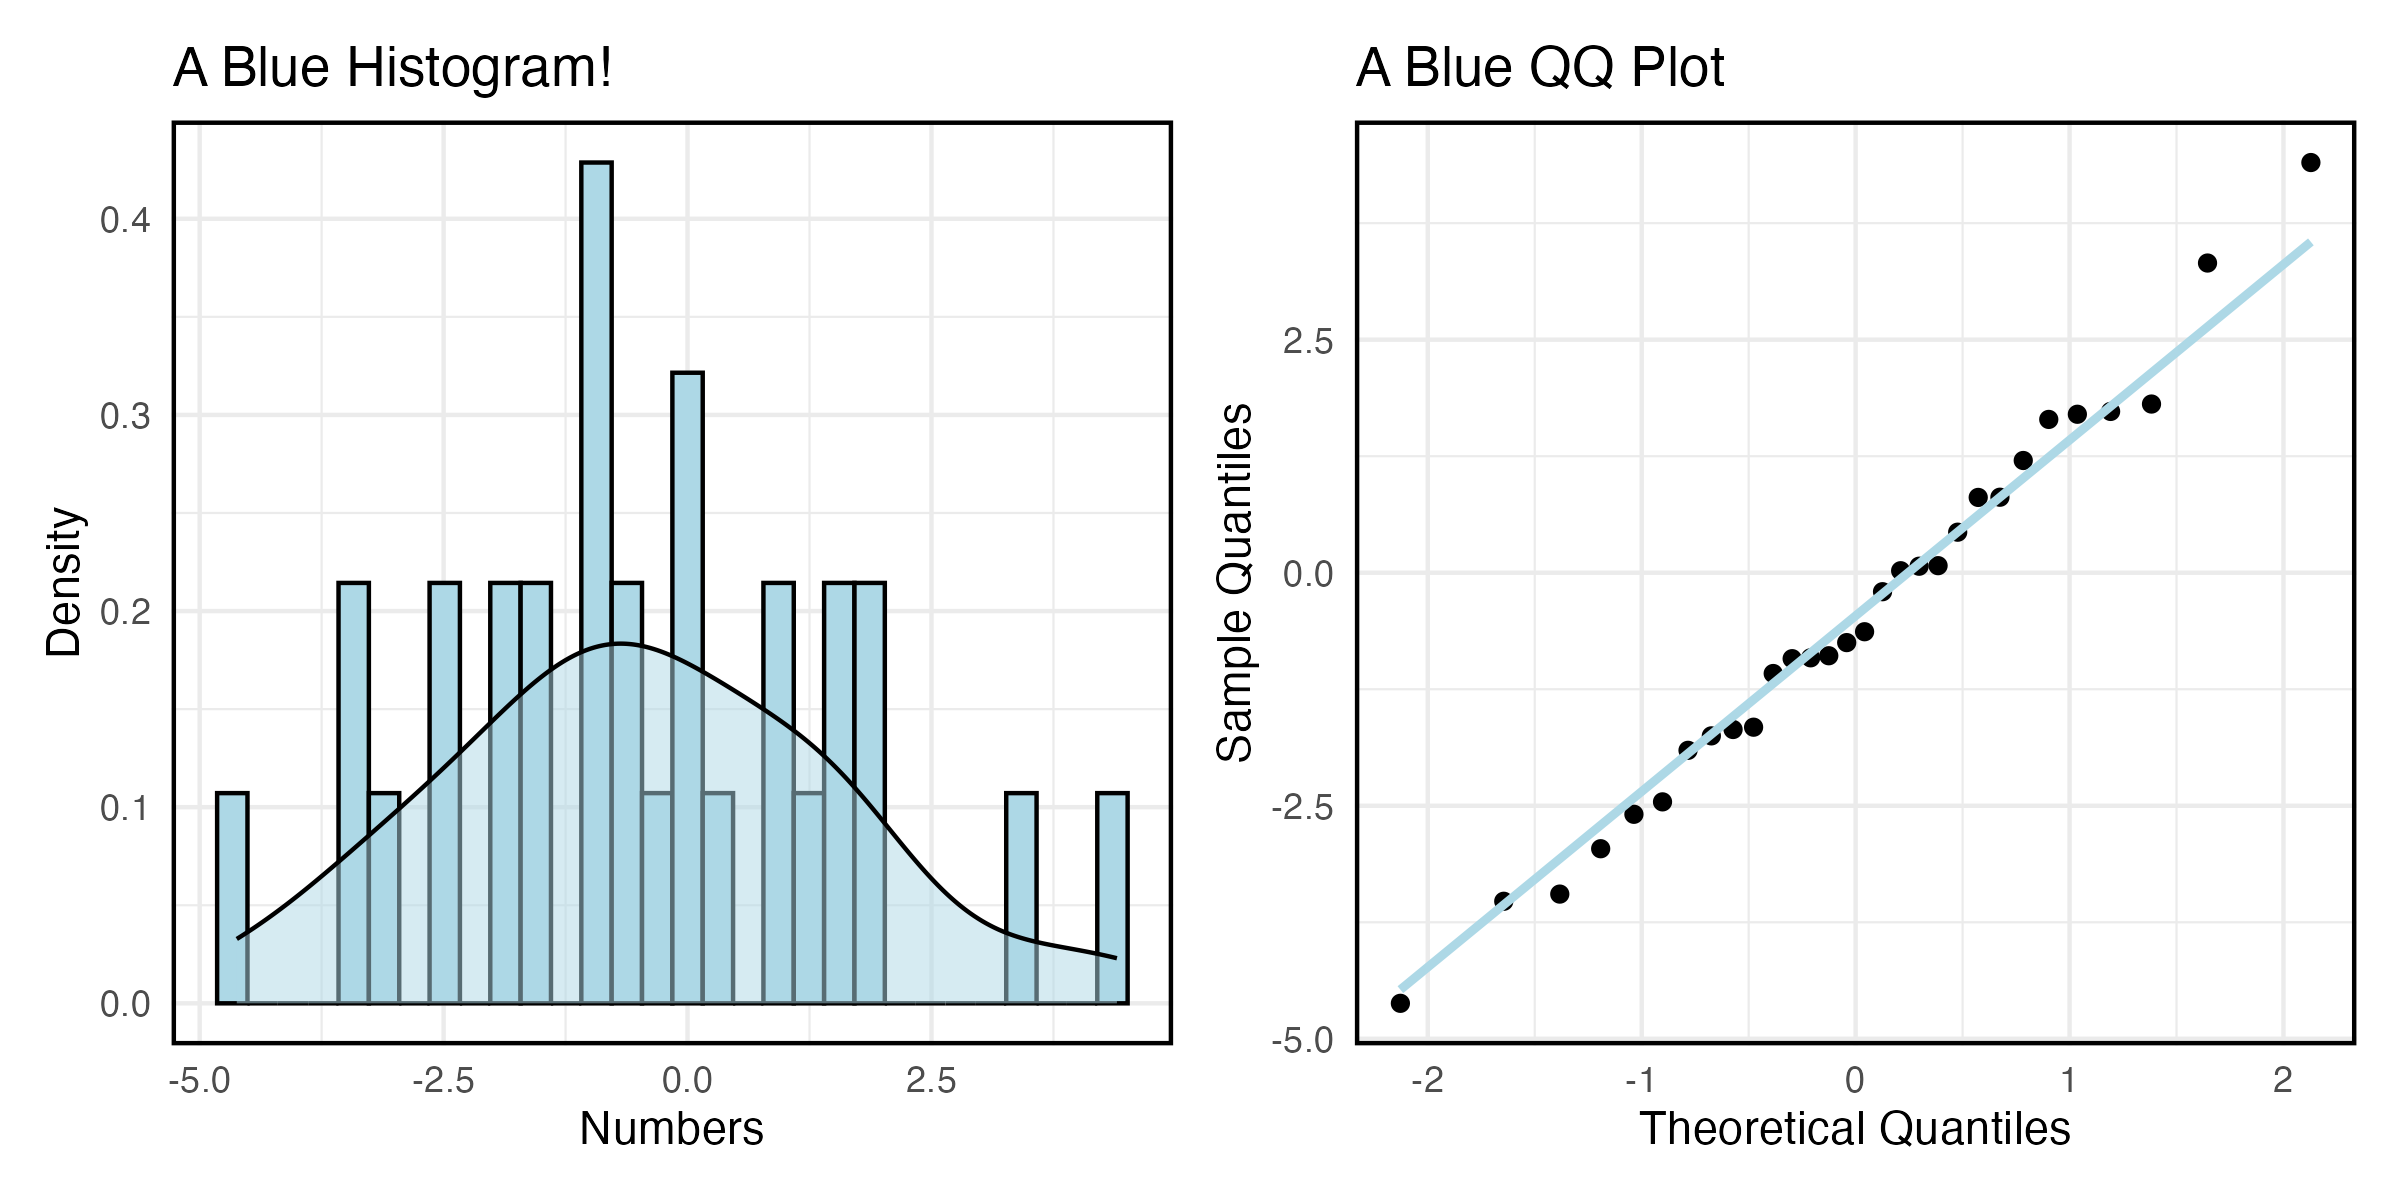 A Blue Histogram!
Density
0.4
0.3
0.2
0.1
0.0
-5.0 -2.5 0.0 2.5
Numbers
A Blue QQ Plot
Sample Quantiles
2.5
0.0
-2.5
-5.0
-2 -1 0 1 2
Theoretical Quantiles